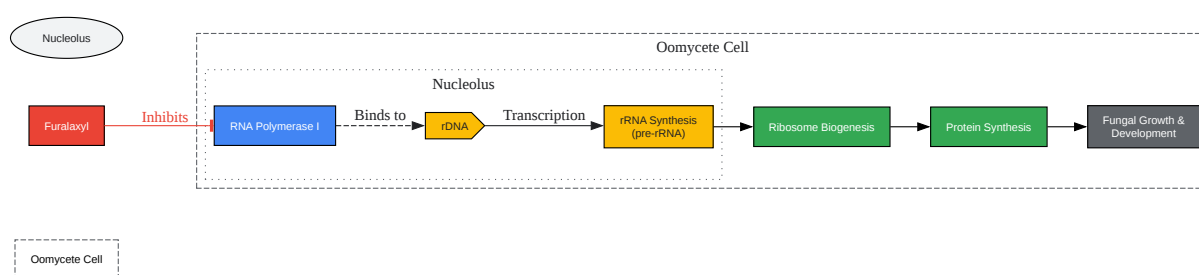 Nucleolus
Oomycete Cell
Nucleolus
Furalaxyl
Inhibits
RNA Polymerase I
Binds to
rDNA
Transcription
rRNA Synthesis
(pre-rRNA)
Ribosome Biogenesis
Protein Synthesis
Fungal Growth &
Development
Oomycete Cell